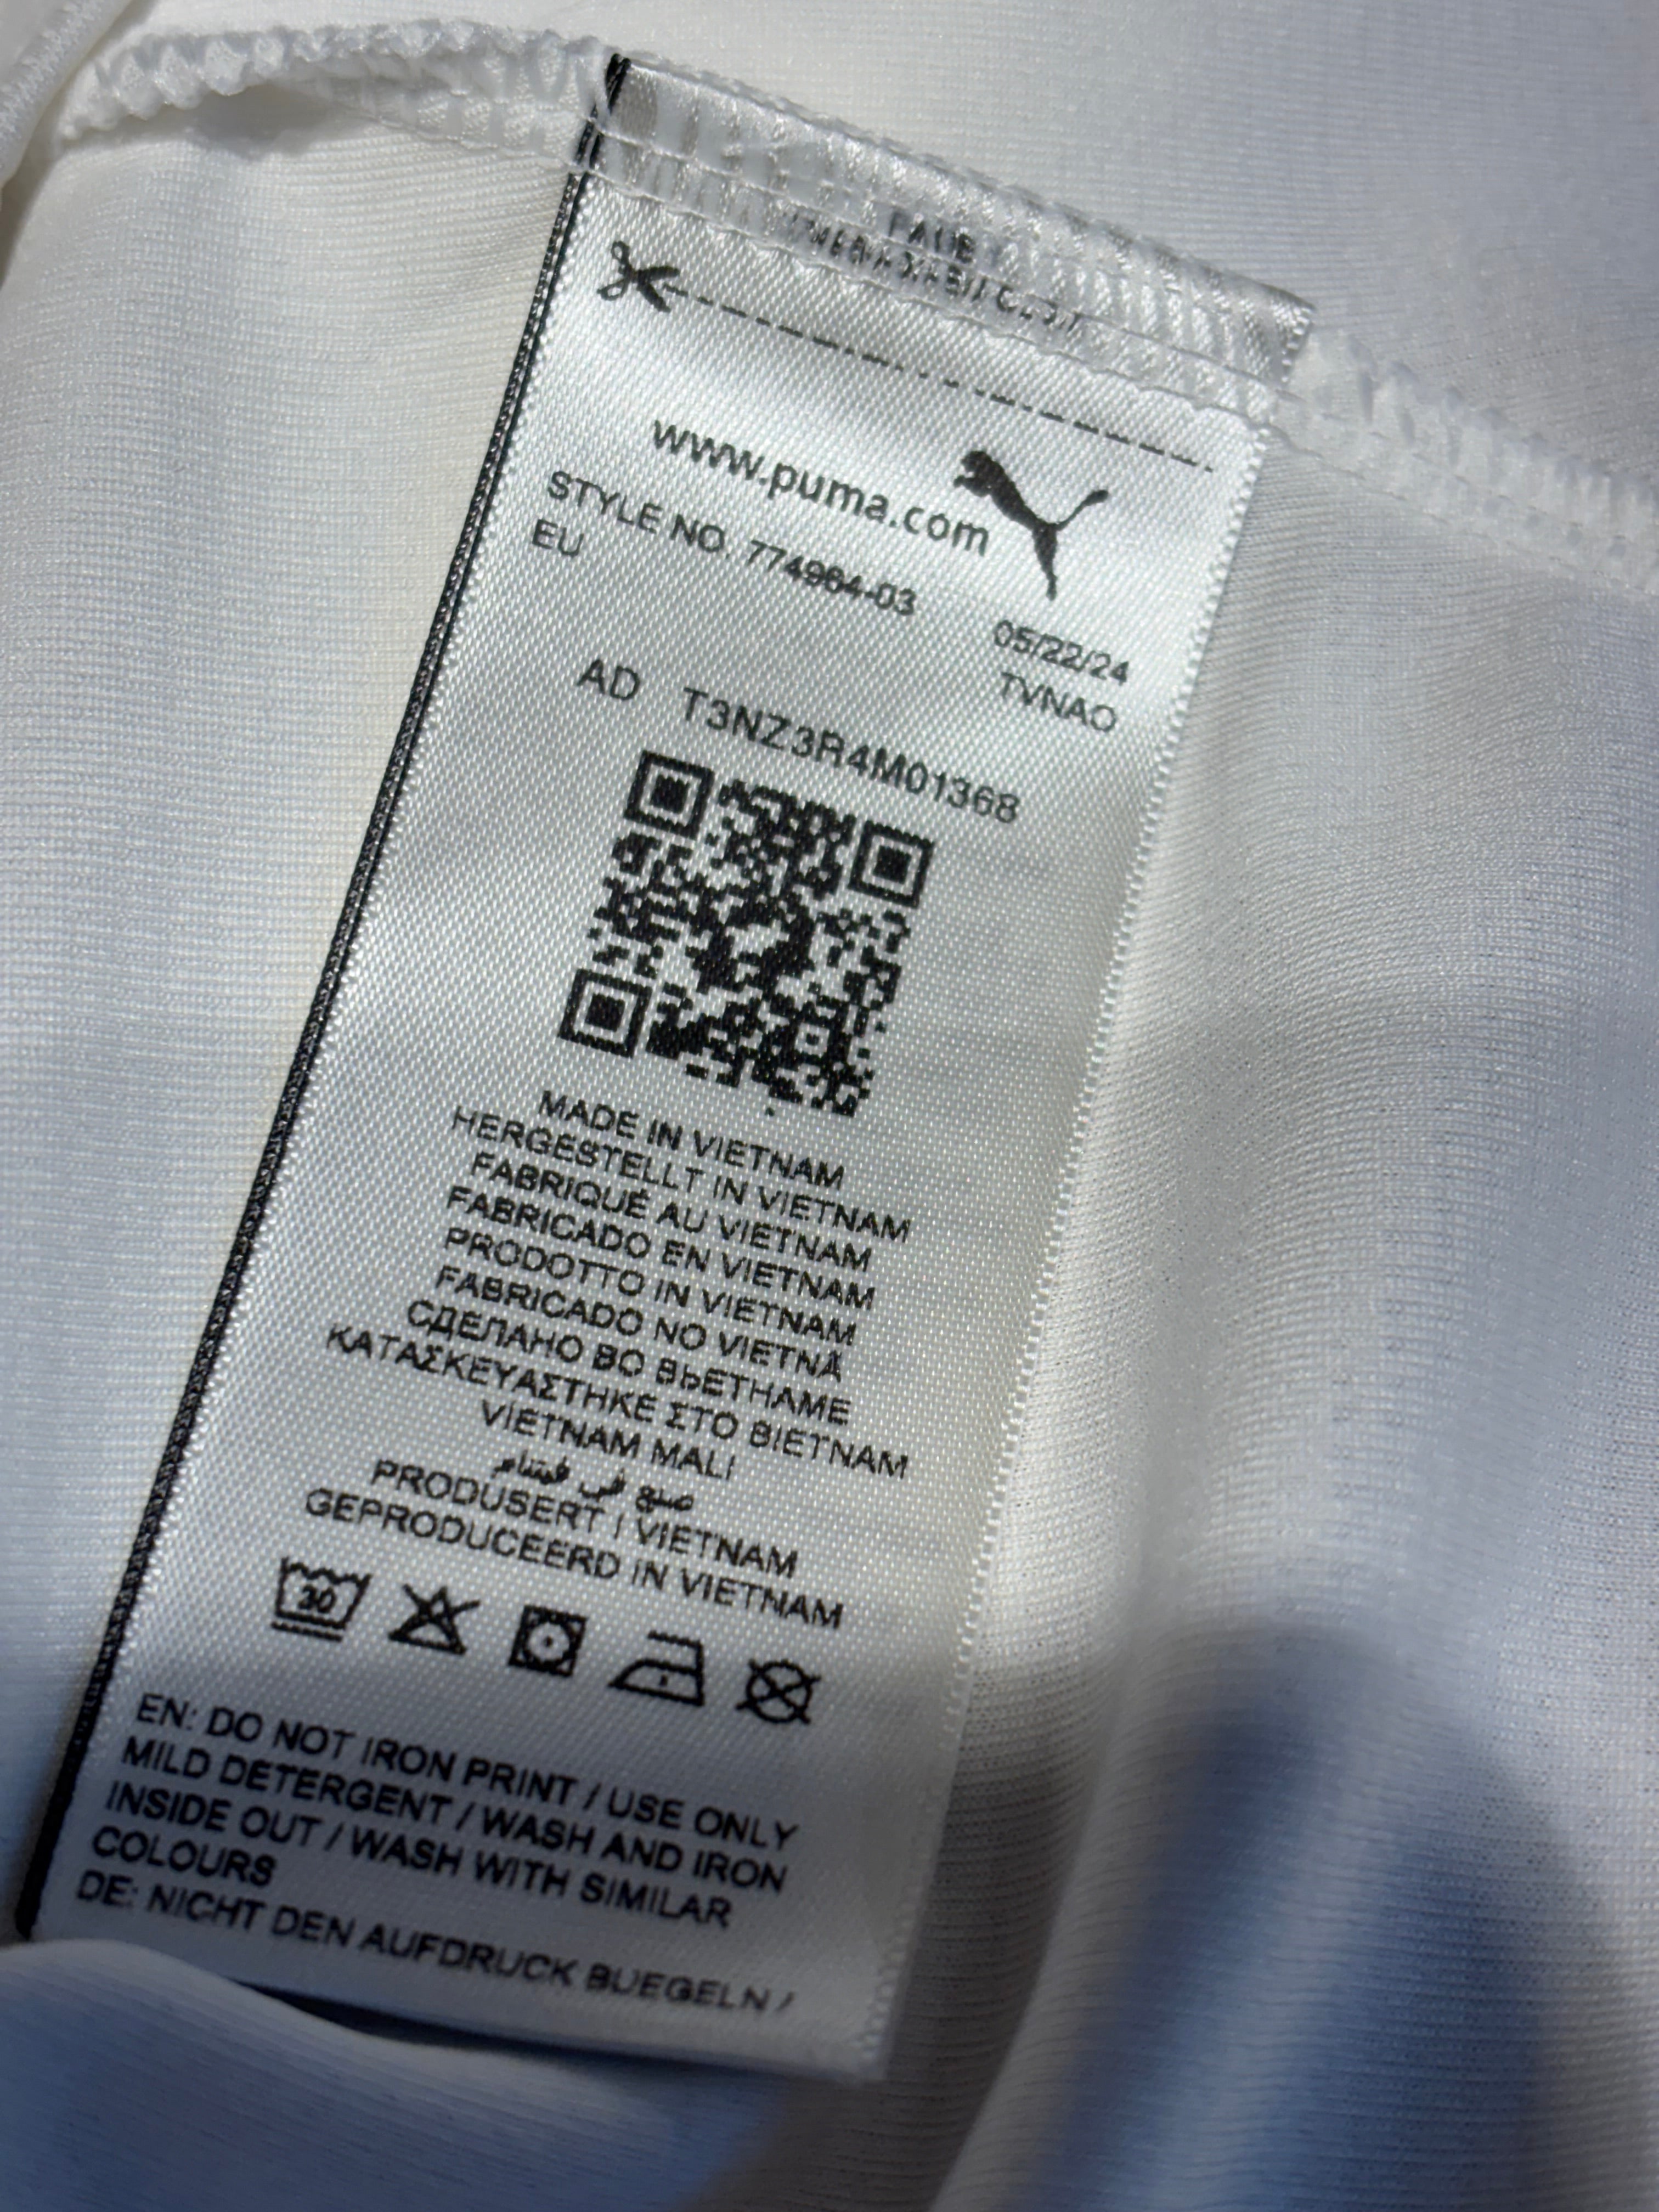 www.puma.com
STYLE NO. 774964-03 05/22/24
EU TVNAO
AD T3NZ3R4M01368
MADE IN VIETNAM
HERGESTELLT IN VIETNAM
FABRIQUÉ AU VIETNAM
FABRICADO EN VIETNAM
PRODOTTO IN VIETNAM
FABRICADO NO VIETNÃ
СДЕЛАНО ВО ВЬЕТНАМЕ
ΚΑΤΑΣΚΕΥΑΣΤΗΚΕ ΣΤΟ ΒΙΕΤΝΑΜ
VIETNAM MALI
صنع في فيتنام
PRODUSERT I VIETNAM
GEPRODUCEERD IN VIETNAM
30
EN: DO NOT IRON PRINT / USE ONLY
MILD DETERGENT / WASH AND IRON
INSIDE OUT / WASH WITH SIMILAR
COLOURS
DE: NICHT DEN AUFDRUCK BUEGELN /